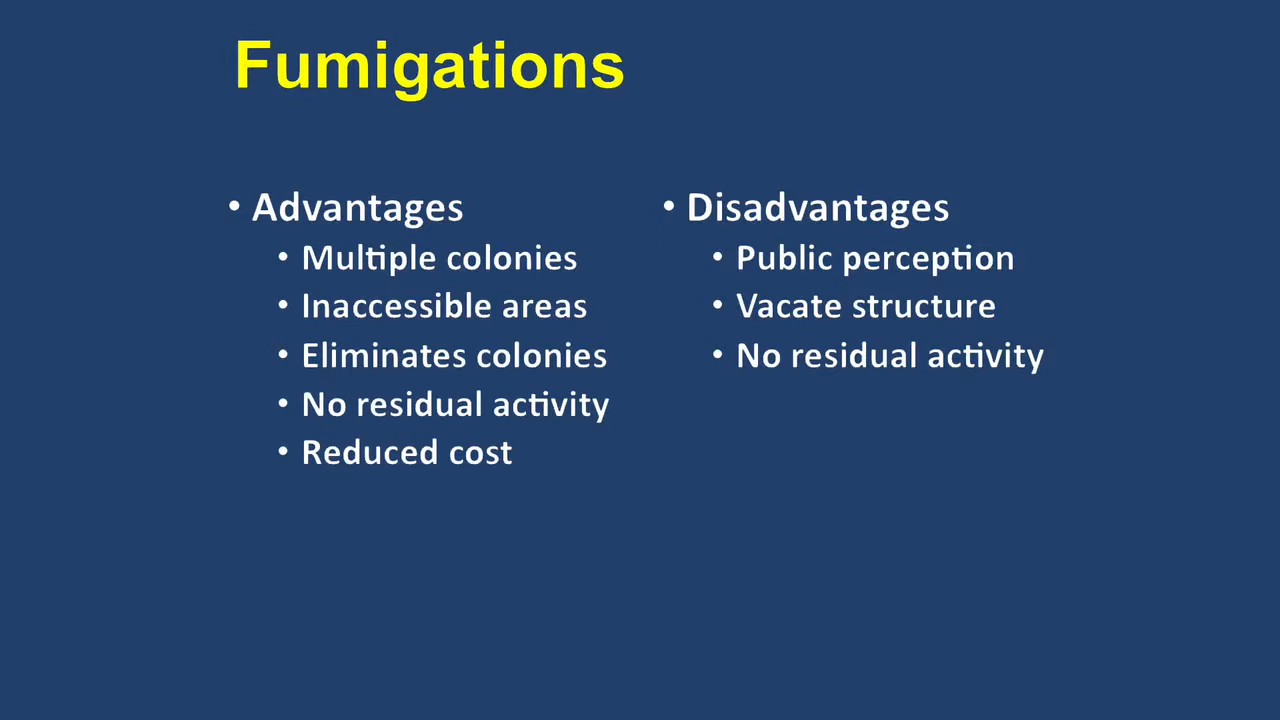 Fumigations
• Advantages
• Multiple colonies
• Inaccessible areas
• Eliminates colonies
• No residual activity
• Reduced cost
• Disadvantages
• Public perception
• Vacate structure
• No residual activity